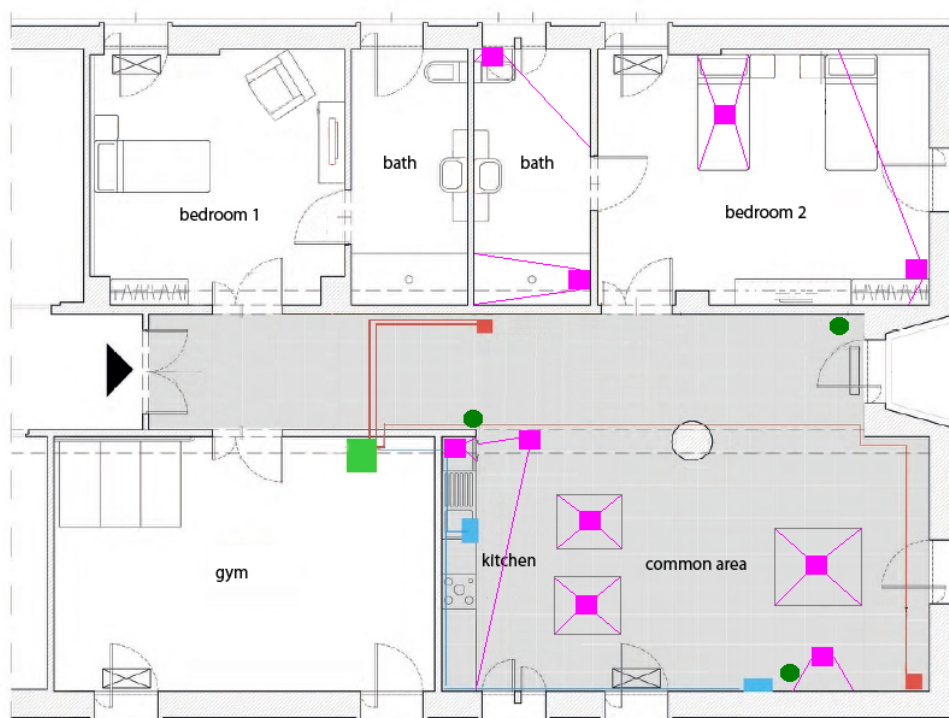 bath
bath
bedroom 1
bedroom 2
kitchen
common area
gym